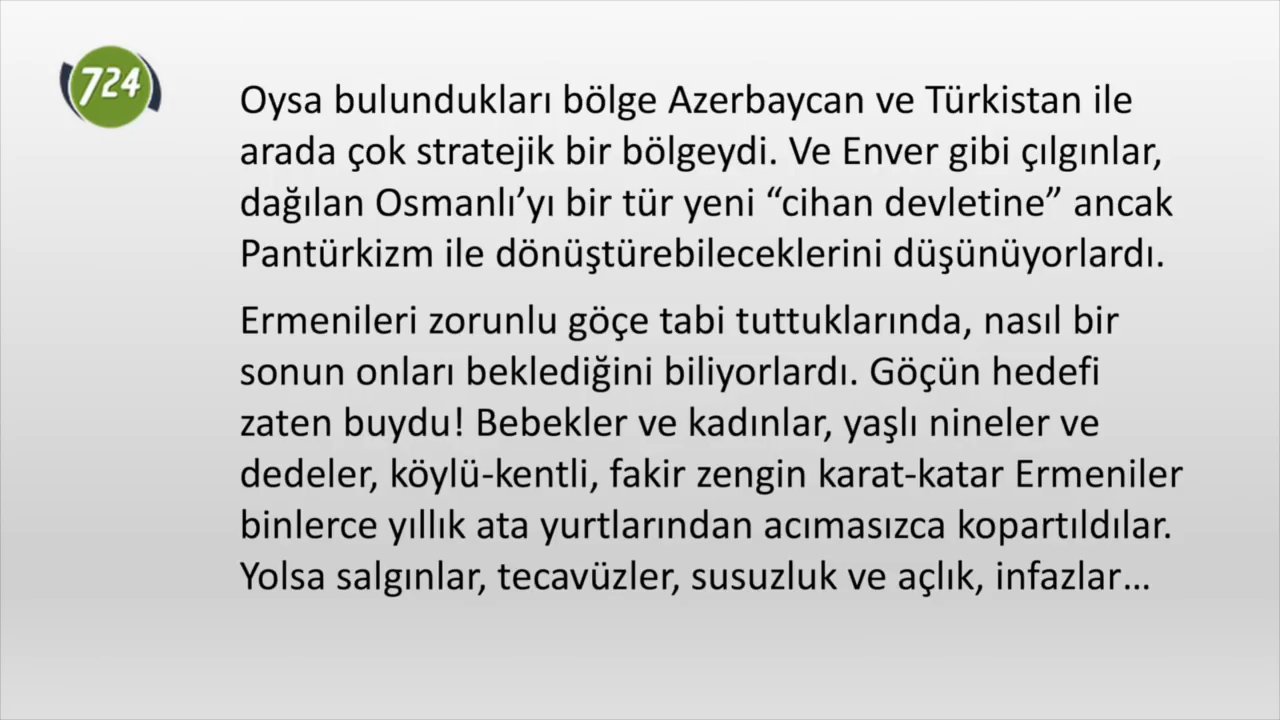 724
Oysa bulundukları bölge Azerbaycan ve Türkistan ile
arada çok stratejik bir bölgeydi. Ve Enver gibi çılgınlar,
dağılan Osmanlı’yı bir tür yeni “cihan devletine” ancak
Pantürkizm ile dönüştürebileceklerini düşünüyorlardı.
Ermenileri zorunlu göçe tabi tuttuklarında, nasıl bir
sonun onları beklediğini biliyorlardı. Göçün hedefi
zaten buydu! Bebekler ve kadınlar, yaşlı nineler ve
dedeler, köylü-kentli, fakir zengin karat-katar Ermeniler
binlerce yıllık ata yurtlarından acımasızca kopartıldılar.
Yolsa salgınlar, tecavüzler, susuzluk ve açlık, infazlar…